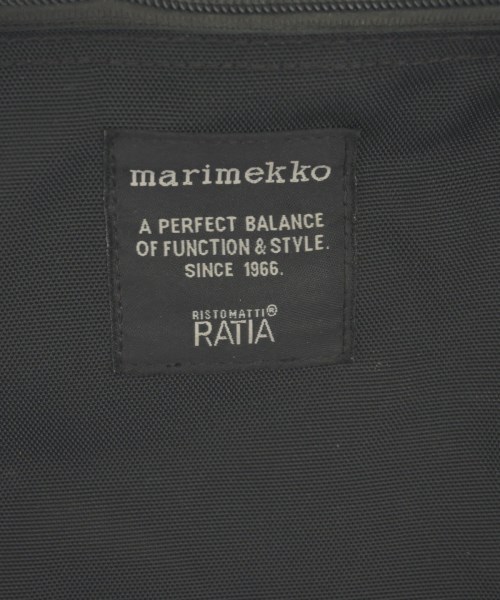 marimekko
A PERFECT BALANCE
OF FUNCTION & STYLE.
SINCE 1966.
RISTOMATTI®
RATIA